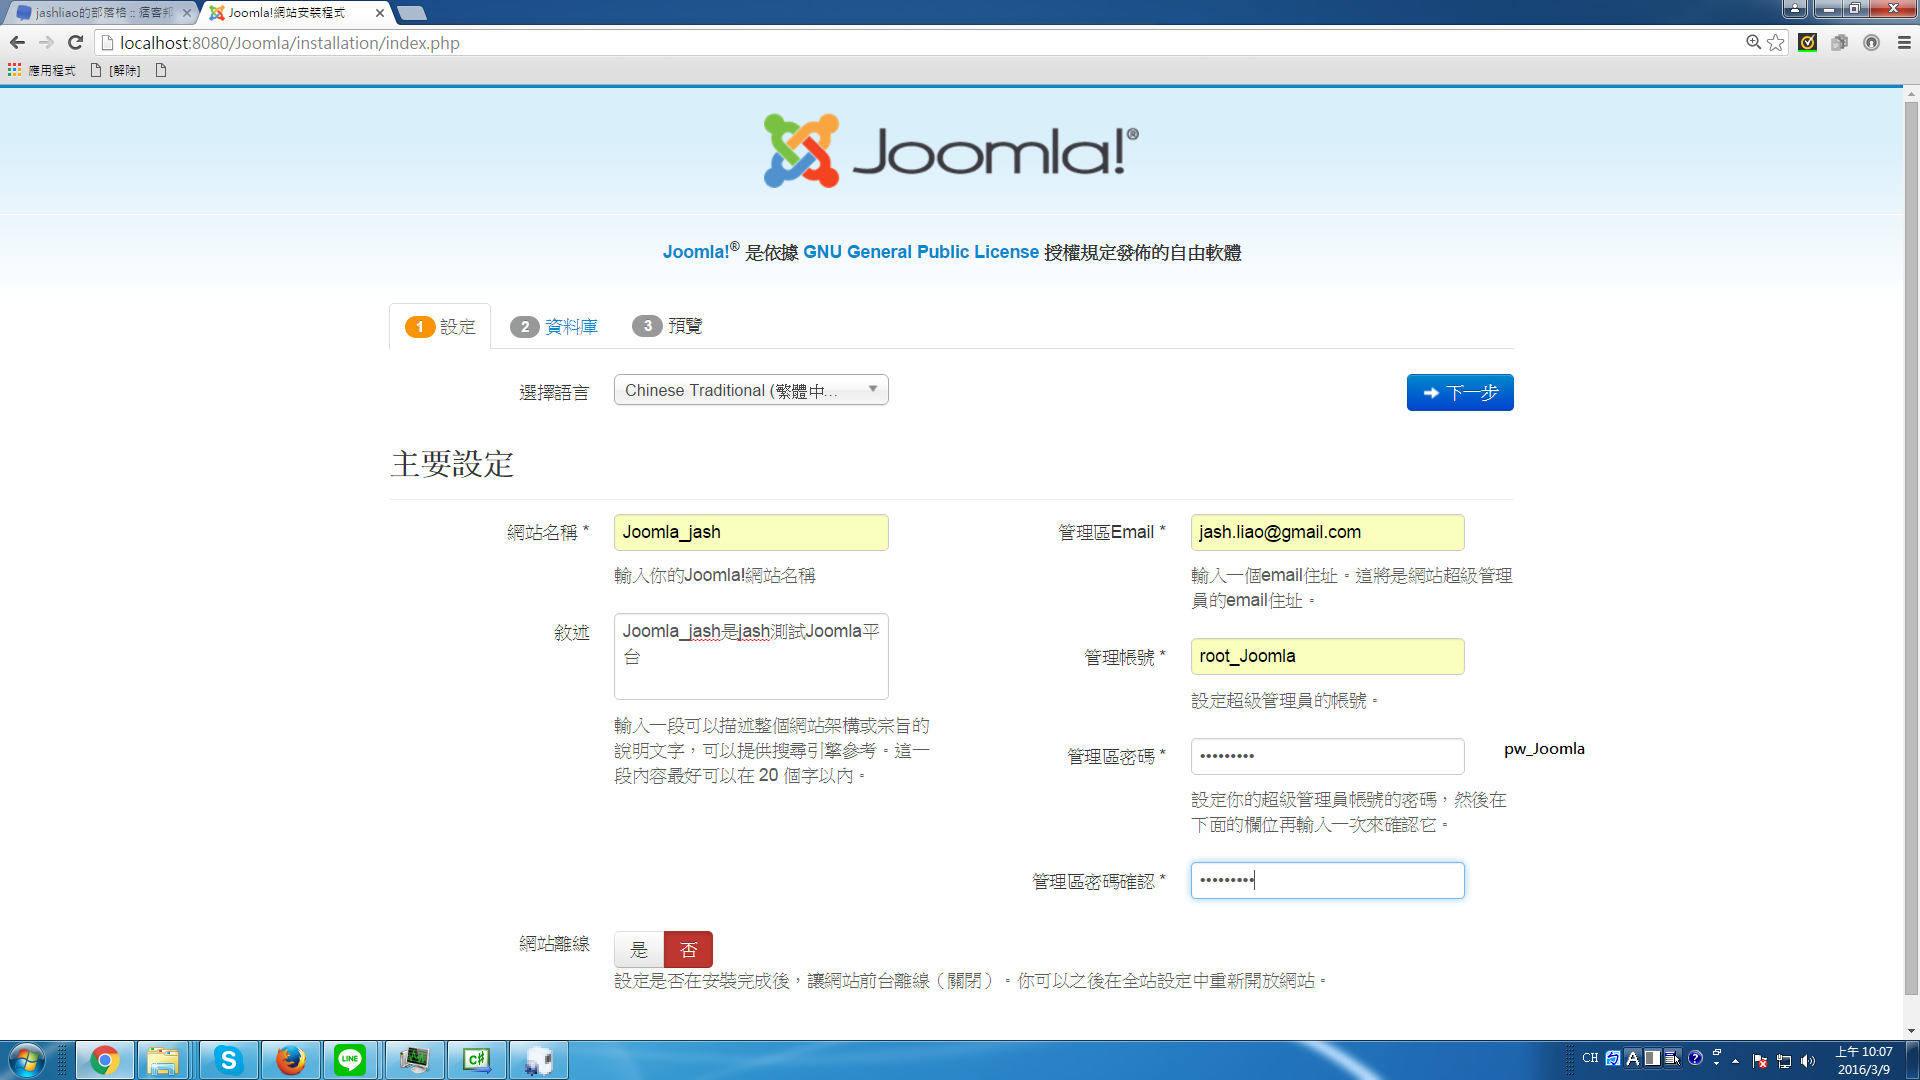 jashliao的部落格 :: 痞客邦
Joomla!網站安裝程式
localhost:8080/Joomla/installation/index.php
應用程式
[解除]
Joomla!®
Joomla!® 是依據 GNU General Public License 授權規定發佈的自由軟體
1 設定
2 資料庫
3 預覽
選擇語言
Chinese Traditional (繁體中...
下一步
主要設定
網站名稱 *
Joomla_jash
輸入你的Joomla!網站名稱
敘述
Joomla_jash是jash測試Joomla平
台
輸入一段可以描述整個網站架構或宗旨的
說明文字，可以提供搜尋引擎參考。這一
段內容最好可以在 20 個字以內。
管理區Email *
jash.liao@gmail.com
輸入一個email住址。這將是網站超級管理
員的email住址。
管理帳號 *
root_Joomla
設定超級管理員的帳號。
管理區密碼 *
•••••••••
pw_Joomla
設定你的超級管理員帳號的密碼，然後在
下面的欄位再輸入一次來確認它。
管理區密碼確認 *
•••••••••
網站離線
是
否
設定是否在安裝完成後，讓網站前台離線（關閉）。你可以之後在全站設定中重新開放網站。
S
LINE
C#
CH
A
上午 10:07
2016/3/9